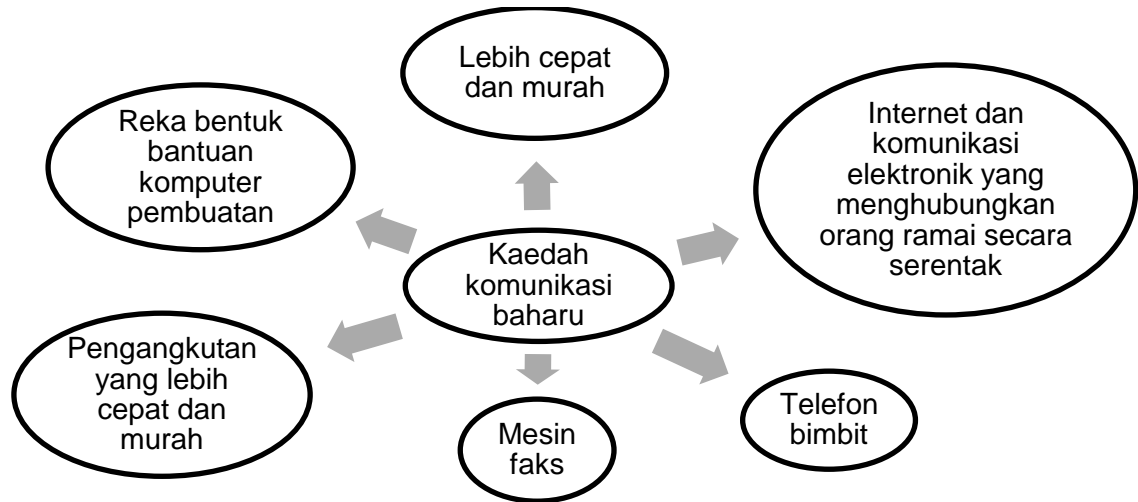 Lebih cepat
dan murah
Reka bentuk
bantuan
komputer
pembuatan
Internet dan
komunikasi
elektronik yang
menghubungkan
orang ramai secara
serentak
Kaedah
komunikasi
baharu
Pengangkutan
yang lebih
cepat dan
murah
Mesin
faks
Telefon
bimbit